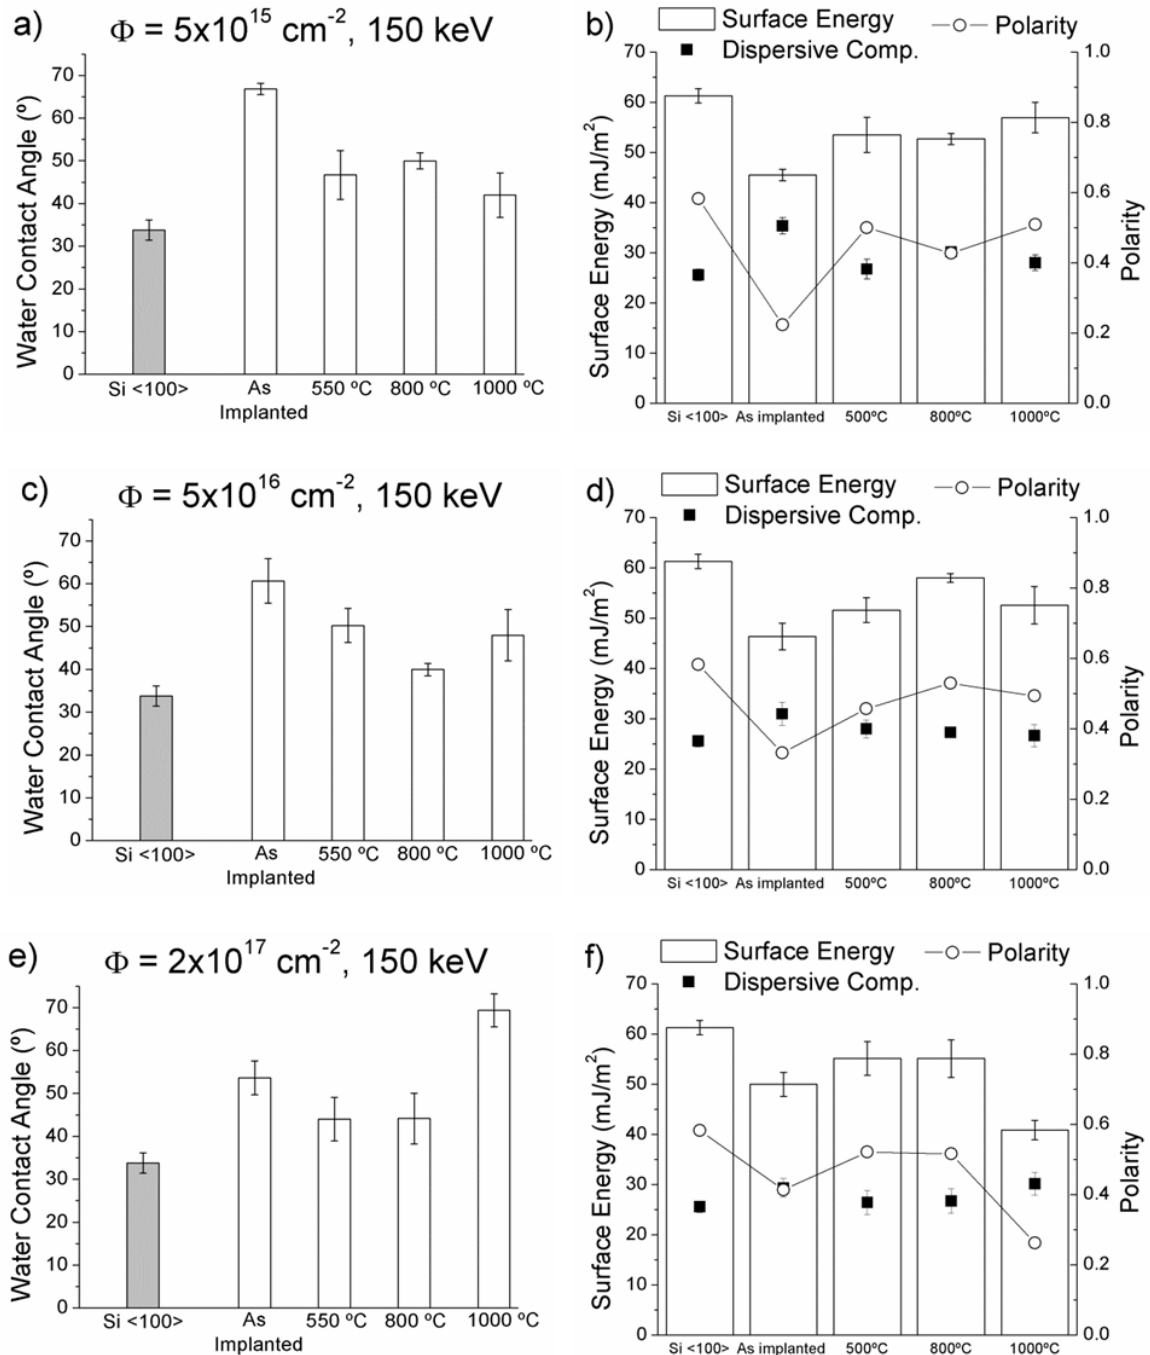 a)
Φ = 5x10^15 cm^-2, 150 keV
Water Contact Angle (º)
70
60
50
40
30
20
10
0
Si <100>
As
Implanted
550 ºC
800 ºC
1000 ºC
b)
Surface Energy
Polarity
Dispersive Comp.
Surface Energy (mJ/m^2)
70
60
50
40
30
20
10
0
Polarity
1.0
0.8
0.6
0.4
0.2
0.0
Si <100>
As implanted
500ºC
800ºC
1000ºC
c)
Φ = 5x10^16 cm^-2, 150 keV
Water Contact Angle (º)
70
60
50
40
30
20
10
0
Si <100>
As
Implanted
550 ºC
800 ºC
1000 ºC
d)
Surface Energy
Polarity
Dispersive Comp.
Surface Energy (mJ/m^2)
70
60
50
40
30
20
10
0
Polarity
1.0
0.8
0.6
0.4
0.2
0.0
Si <100>
As implanted
500ºC
800ºC
1000ºC
e)
Φ = 2x10^17 cm^-2, 150 keV
Water Contact Angle (º)
70
60
50
40
30
20
10
0
Si <100>
As
Implanted
550 ºC
800 ºC
1000 ºC
f)
Surface Energy
Polarity
Dispersive Comp.
Surface Energy (mJ/m^2)
70
60
50
40
30
20
10
0
Polarity
1.0
0.8
0.6
0.4
0.2
0.0
Si <100>
As implanted
500ºC
800ºC
1000ºC